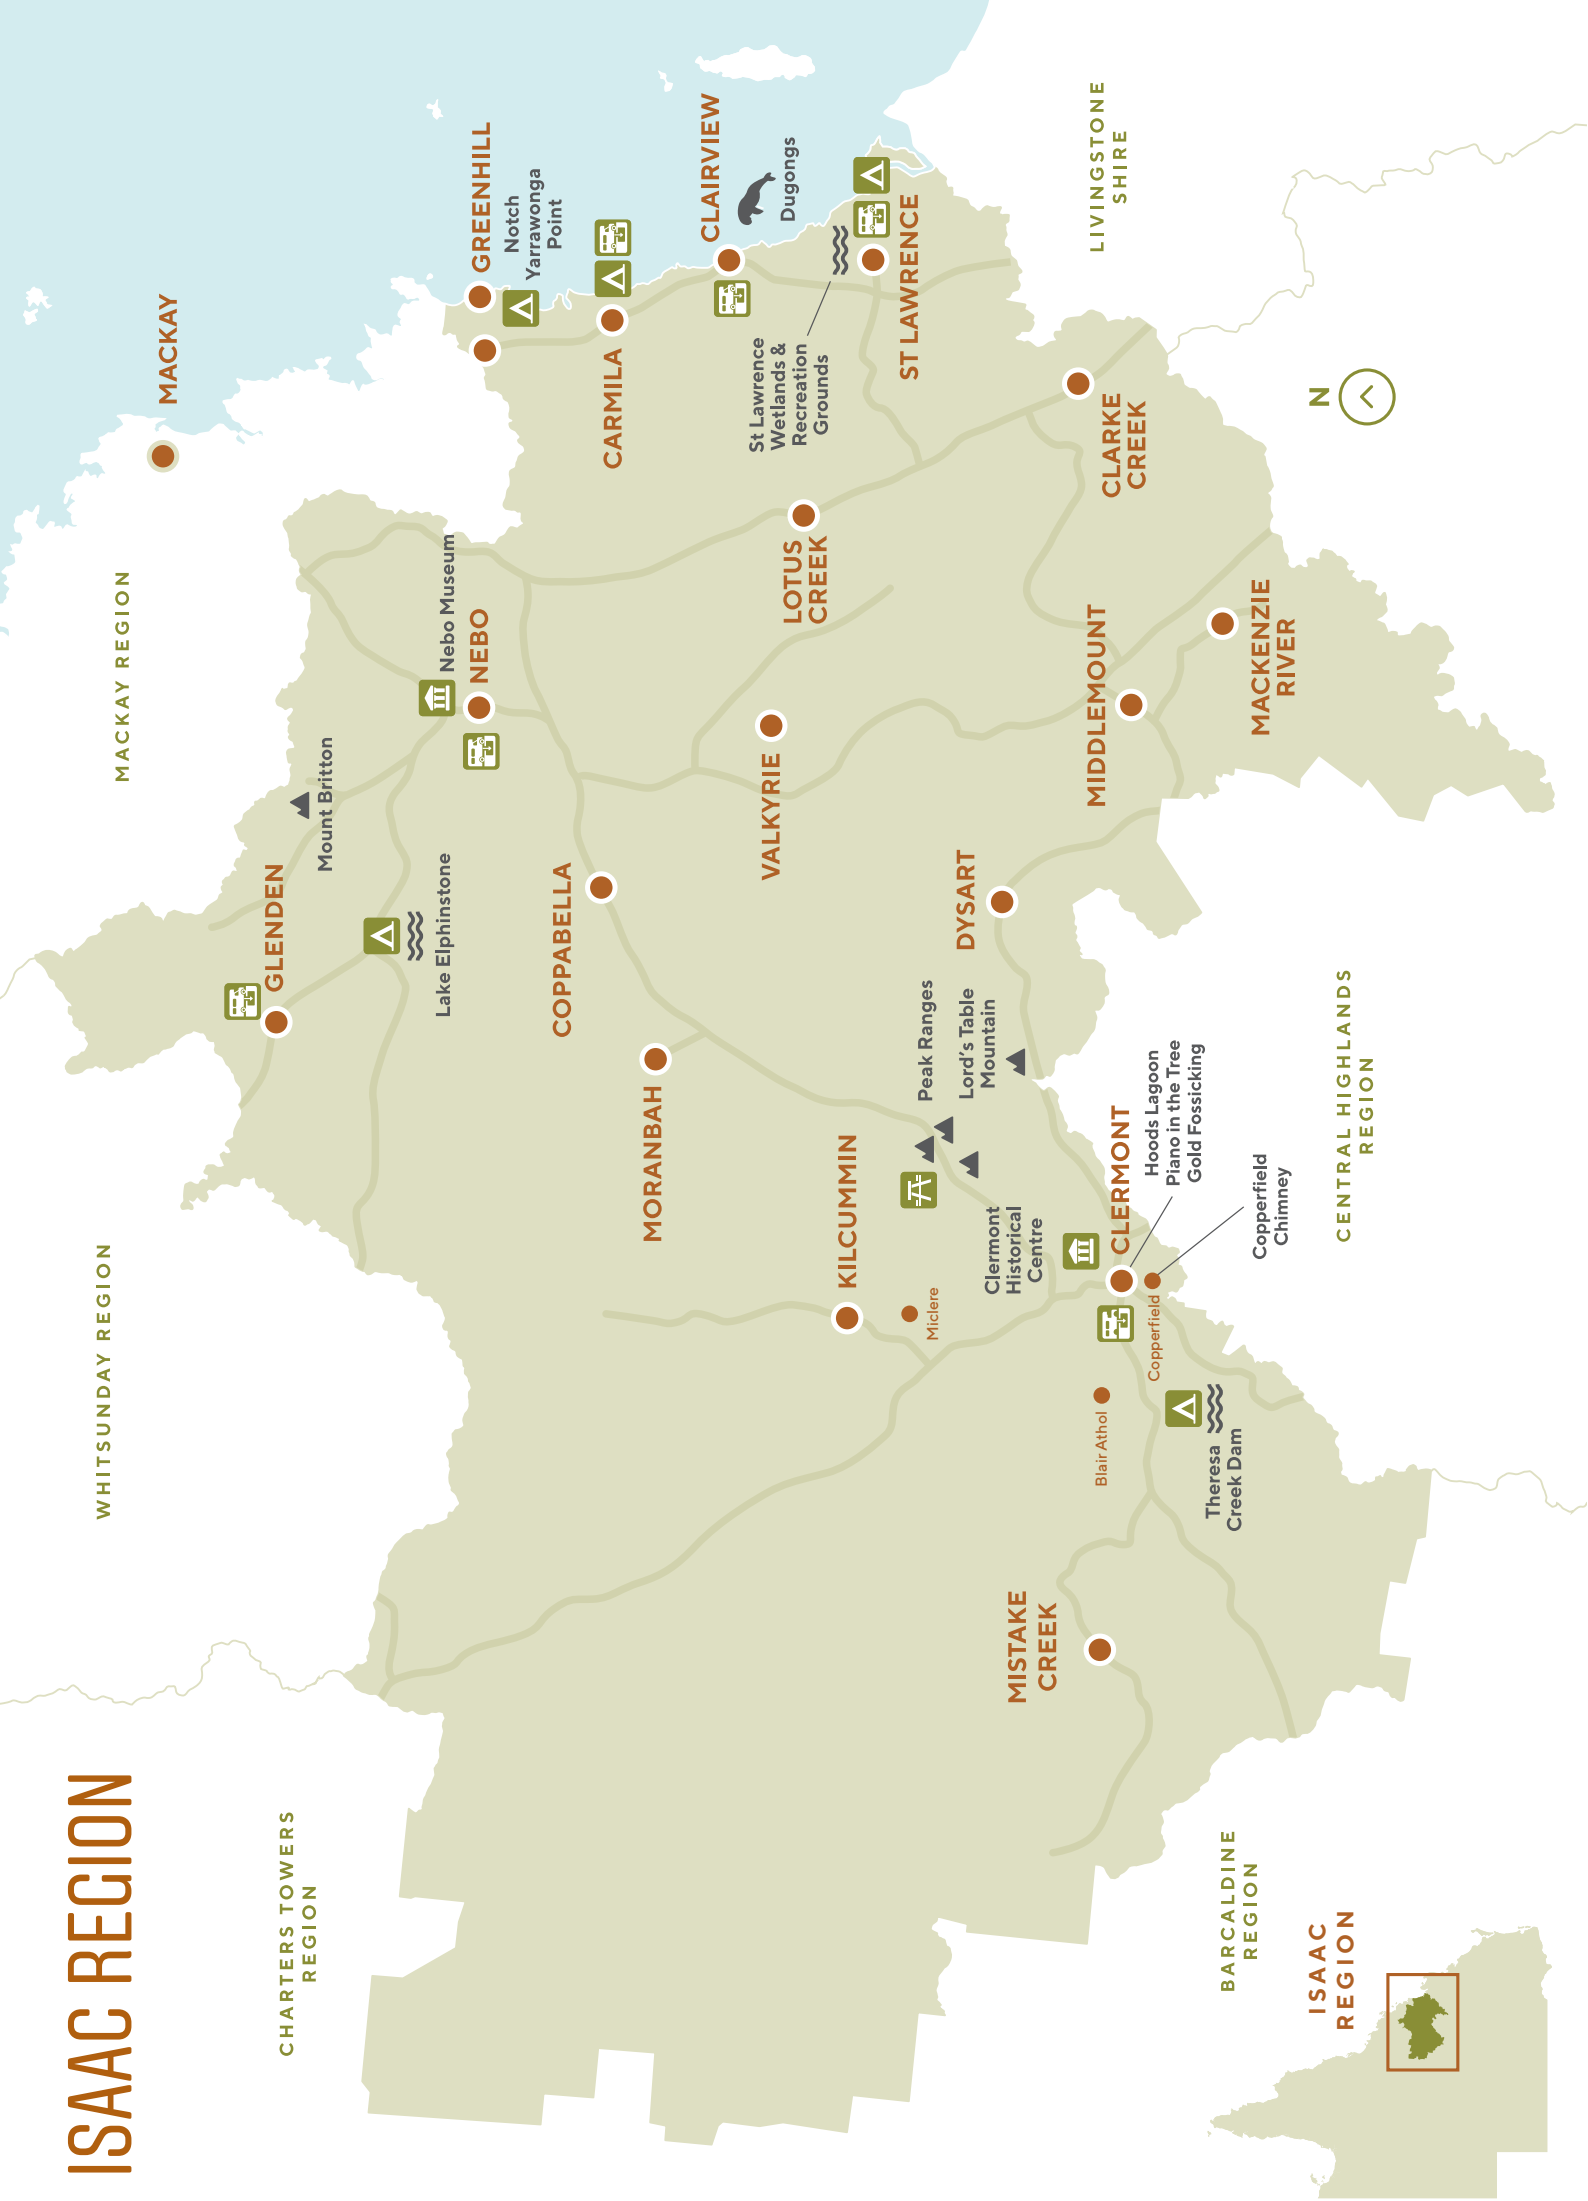 ISAAC REGION
WHITSUNDAY REGION
MACKAY REGION
MACKAY
CHARTERS TOWERS
REGION
GLENDEN
Mount Britton
Lake Elphinstone
Nebo Museum
NEBO
GREENHILL
Notch
Yarrawonga
Point
COPPABELLA
CARMILA
MORANBAH
CLAIRVIEW
Dugongs
VALKYRIE
LOTUS
CREEK
St Lawrence
Wetlands &
Recreation
Grounds
ST LAWRENCE
KILCUMMIN
Miclere
Peak Ranges
Lord's Table
Mountain
DYSART
Clermont
Historical
Centre
MISTAKE
CREEK
Blair Athol
CLERMONT
Hoods Lagoon
Piano in the Tree
Gold Fossicking
Copperfield
Copperfield
Chimney
Theresa
Creek Dam
MIDDLEMOUNT
CLARKE
CREEK
MACKENZIE
RIVER
LIVINGSTONE
SHIRE
BARCALDINE
REGION
CENTRAL HIGHLANDS
REGION
N
ISAAC
REGION